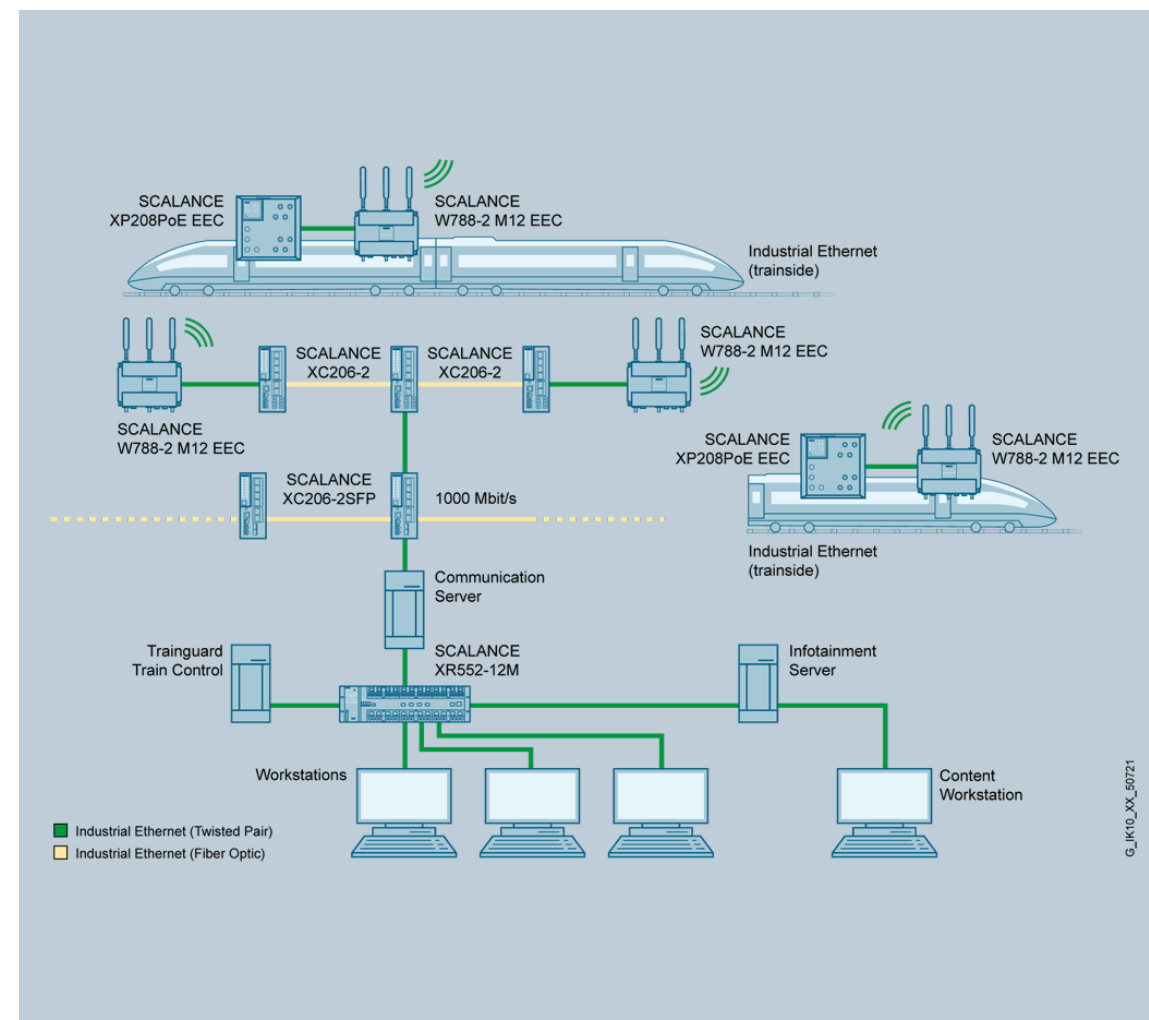 SCALANCE
XP208PoE EEC
SCALANCE
W788-2 M12 EEC
Industrial Ethernet
(trainside)
SCALANCE
XC206-2
SCALANCE
XC206-2
SCALANCE
W788-2 M12 EEC
SCALANCE
W788-2 M12 EEC
SCALANCE
XP208PoE EEC
SCALANCE
W788-2 M12 EEC
SCALANCE
XC206-2SFP
1000 Mbit/s
Industrial Ethernet
(trainside)
Communication
Server
Trainguard
Train Control
SCALANCE
XR552-12M
Infotainment
Server
Workstations
Content
Workstation
Industrial Ethernet (Twisted Pair)
Industrial Ethernet (Fiber Optic)
G_IK10_XX_50721